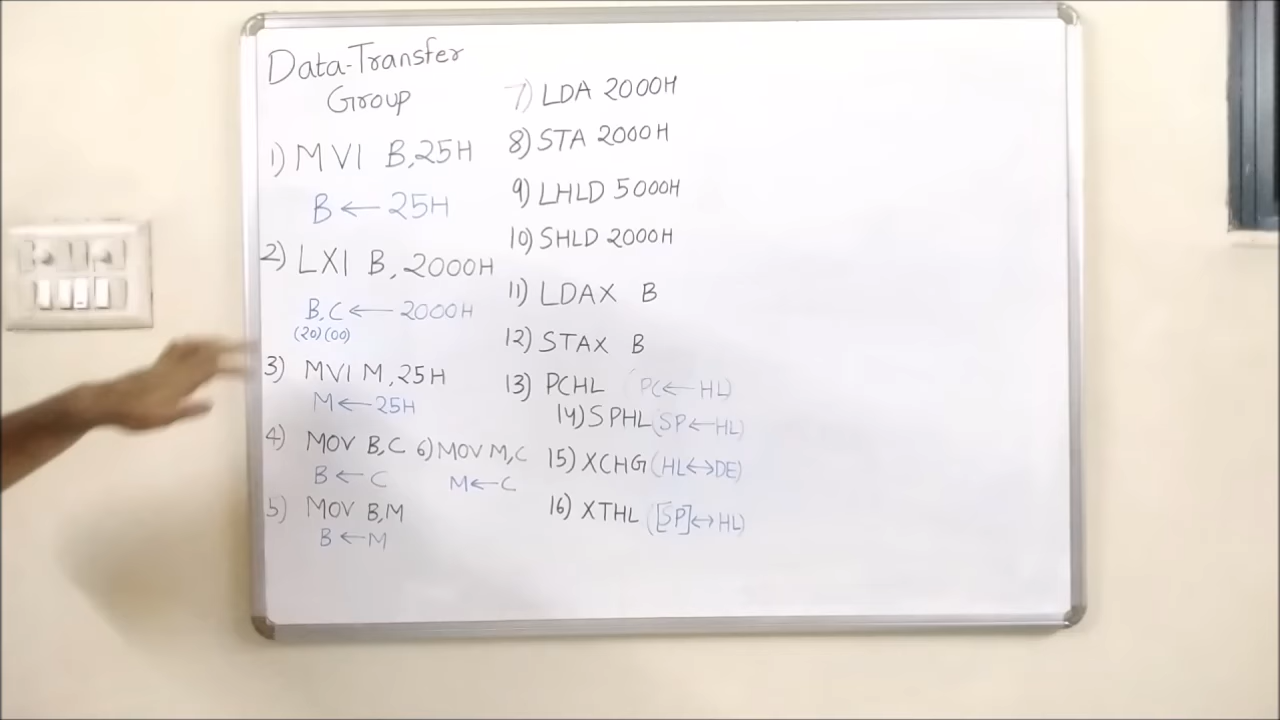 Data-Transfer
Group
1) MVI B,25H
B ← 25H
2) LXI B, 2000H
B,C ← 2000H
(20)(00)
3) MVI M,25H
M ← 25H
4) MOV B,C 6) MOV M,C
B ← C M ← C
5) MOV B,M
B ← M
7) LDA 2000H
8) STA 2000H
9) LHLD 5000H
10) SHLD 2000H
11) LDAX B
12) STAX B
13) PCHL (PC ← HL)
14) SPHL (SP ← HL)
15) XCHG (HL ↔ DE)
16) XTHL ([SP] ↔ HL)